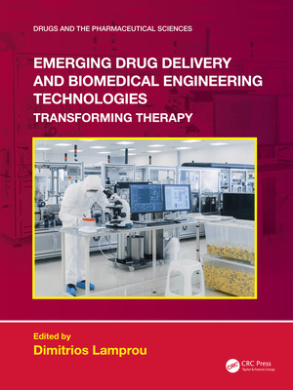 DRUGS AND THE PHARMACEUTICAL SCIENCES
EMERGING DRUG DELIVERY
AND BIOMEDICAL ENGINEERING
TECHNOLOGIES
TRANSFORMING THERAPY
Edited by
Dimitrios Lamprou
CRC Press
Taylor & Francis Group